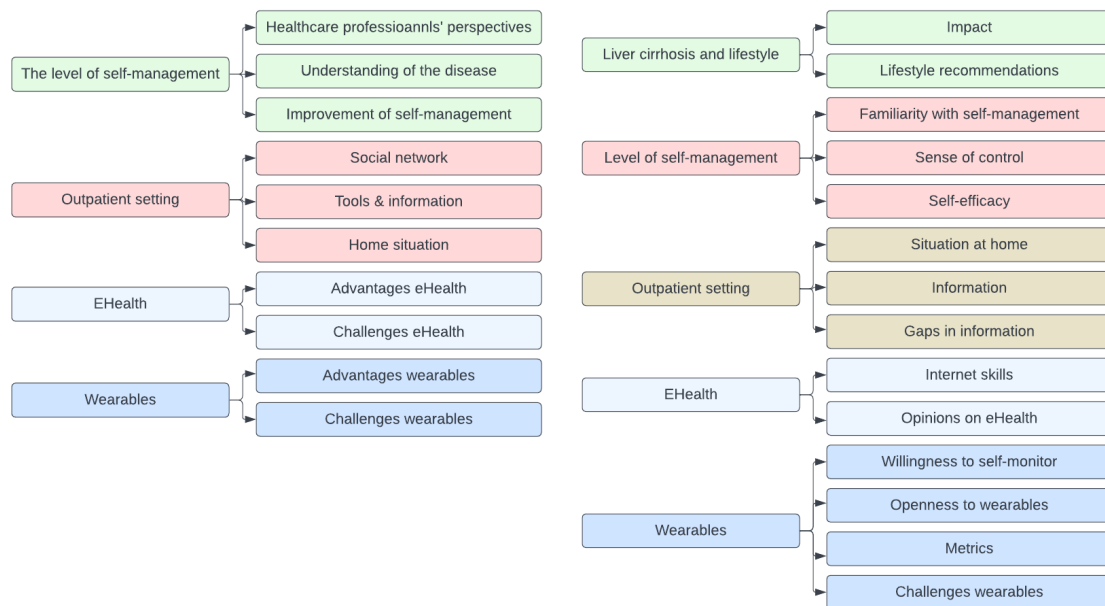 The level of self-management
Healthcare professioannls' perspectives
Understanding of the disease
Improvement of self-management
Outpatient setting
Social network
Tools & information
Home situation
EHealth
Advantages eHealth
Challenges eHealth
Wearables
Advantages wearables
Challenges wearables
Liver cirrhosis and lifestyle
Impact
Lifestyle recommendations
Level of self-management
Familiarity with self-management
Sense of control
Self-efficacy
Outpatient setting
Situation at home
Information
Gaps in information
EHealth
Internet skills
Opinions on eHealth
Wearables
Willingness to self-monitor
Openness to wearables
Metrics
Challenges wearables